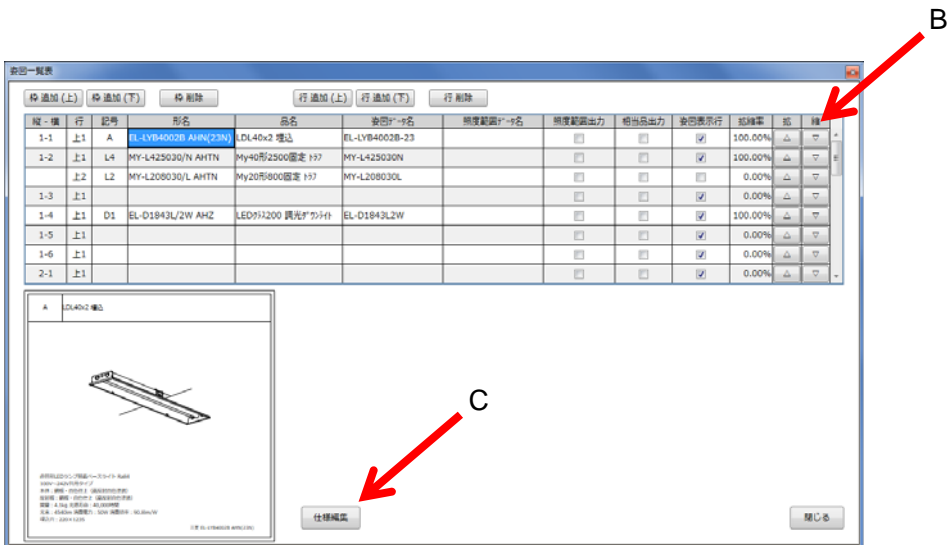 B
姿図一覧表
枠 追加 (上) 枠 追加 (下) 枠 削除 行 追加 (上) 行 追加 (下) 行 削除
縦 - 横 行 記号 形名 品名 姿図ﾃﾞｰﾀ名 照度範囲ﾃﾞｰﾀ名 照度範囲出力 相当品出力 姿図表示行 拡縮率 拡 縮
1-1 上1 A EL-LYB4002B AHN(23N) LDL40x2 埋込 EL-LYB4002B-23 100.00% △ ▽
1-2 上1 L4 MY-L425030/N AHTN My40形2500固定 ﾄﾗﾌ MY-L425030N 100.00% △ ▽
上2 L2 MY-L208030/L AHTN My20形800固定 ﾄﾗﾌ MY-L208030L 0.00% △ ▽
1-3 上1 0.00% △ ▽
1-4 上1 D1 EL-D1843L/2W AHZ LEDｸﾗｽ200 調光ﾀﾞｳﾝﾗｲﾄ EL-D1843L2W 100.00% △ ▽
1-5 上1 0.00% △ ▽
1-6 上1 0.00% △ ▽
2-1 上1 0.00% △ ▽
A LDL40x2 埋込
C
仕様編集 閉じる